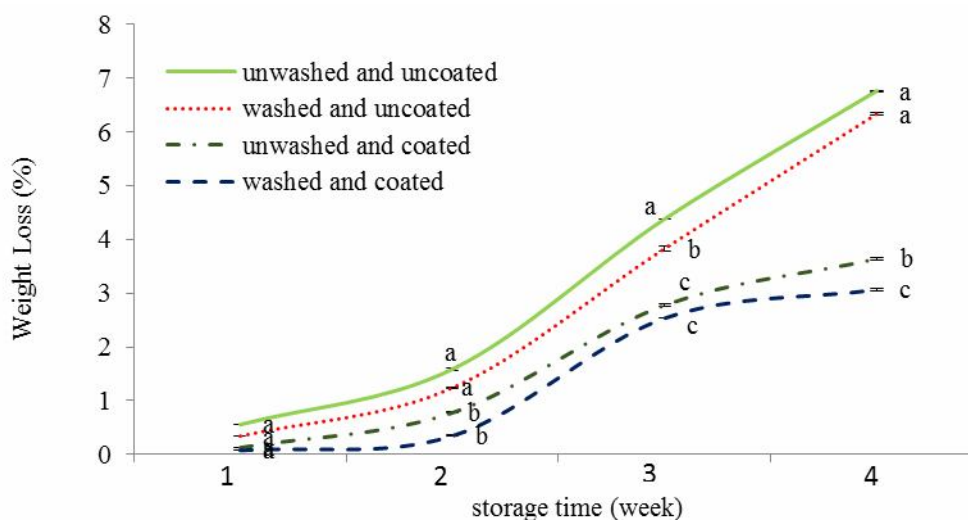 8
7
6
5
4
3
2
1
0
Weight Loss (%)
unwashed and uncoated
washed and uncoated
unwashed and coated
washed and coated
a
a
a
b
b
c
c
c
a
a
b
b
a
a
a
a
1
2
3
4
storage time (week)